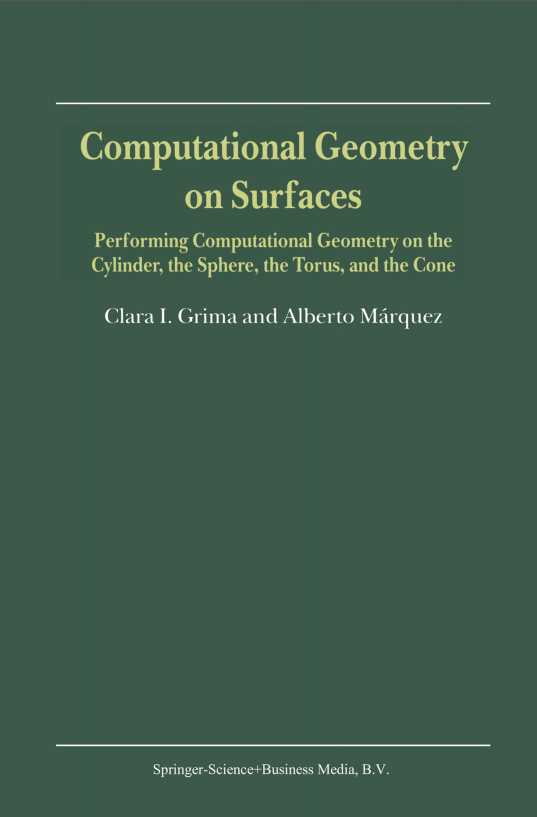 Computational Geometry
on Surfaces
Performing Computational Geometry on the
Cylinder, the Sphere, the Torus, and the Cone
Clara I. Grima and Alberto Márquez
Springer-Science+Business Media, B.V.